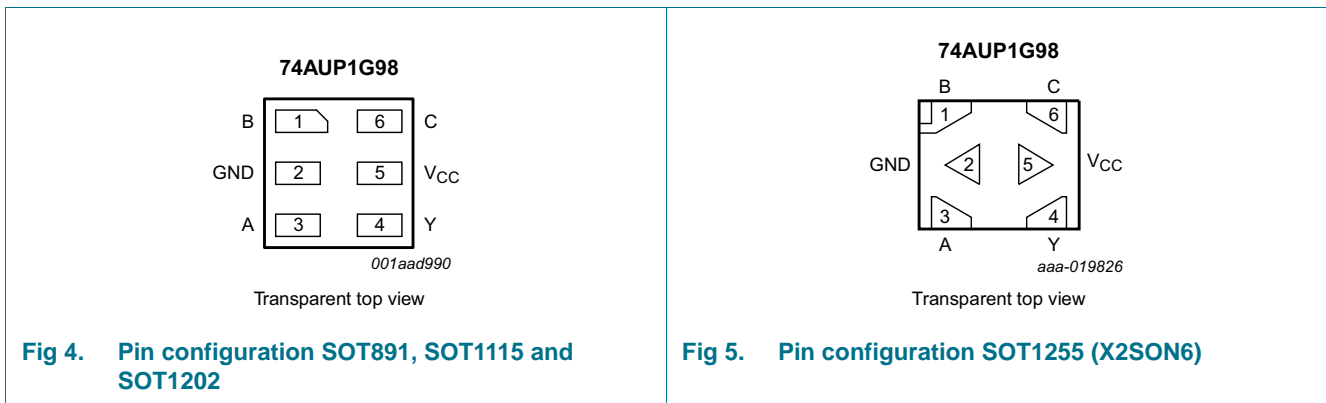 74AUP1G98
B 1 6 C
GND 2 5 VCC
A 3 4 Y
001aad990
Transparent top view
Fig 4. Pin configuration SOT891, SOT1115 and
SOT1202
74AUP1G98
B C
1 6
GND 2 5 VCC
3 4
A Y
aaa-019826
Transparent top view
Fig 5. Pin configuration SOT1255 (X2SON6)